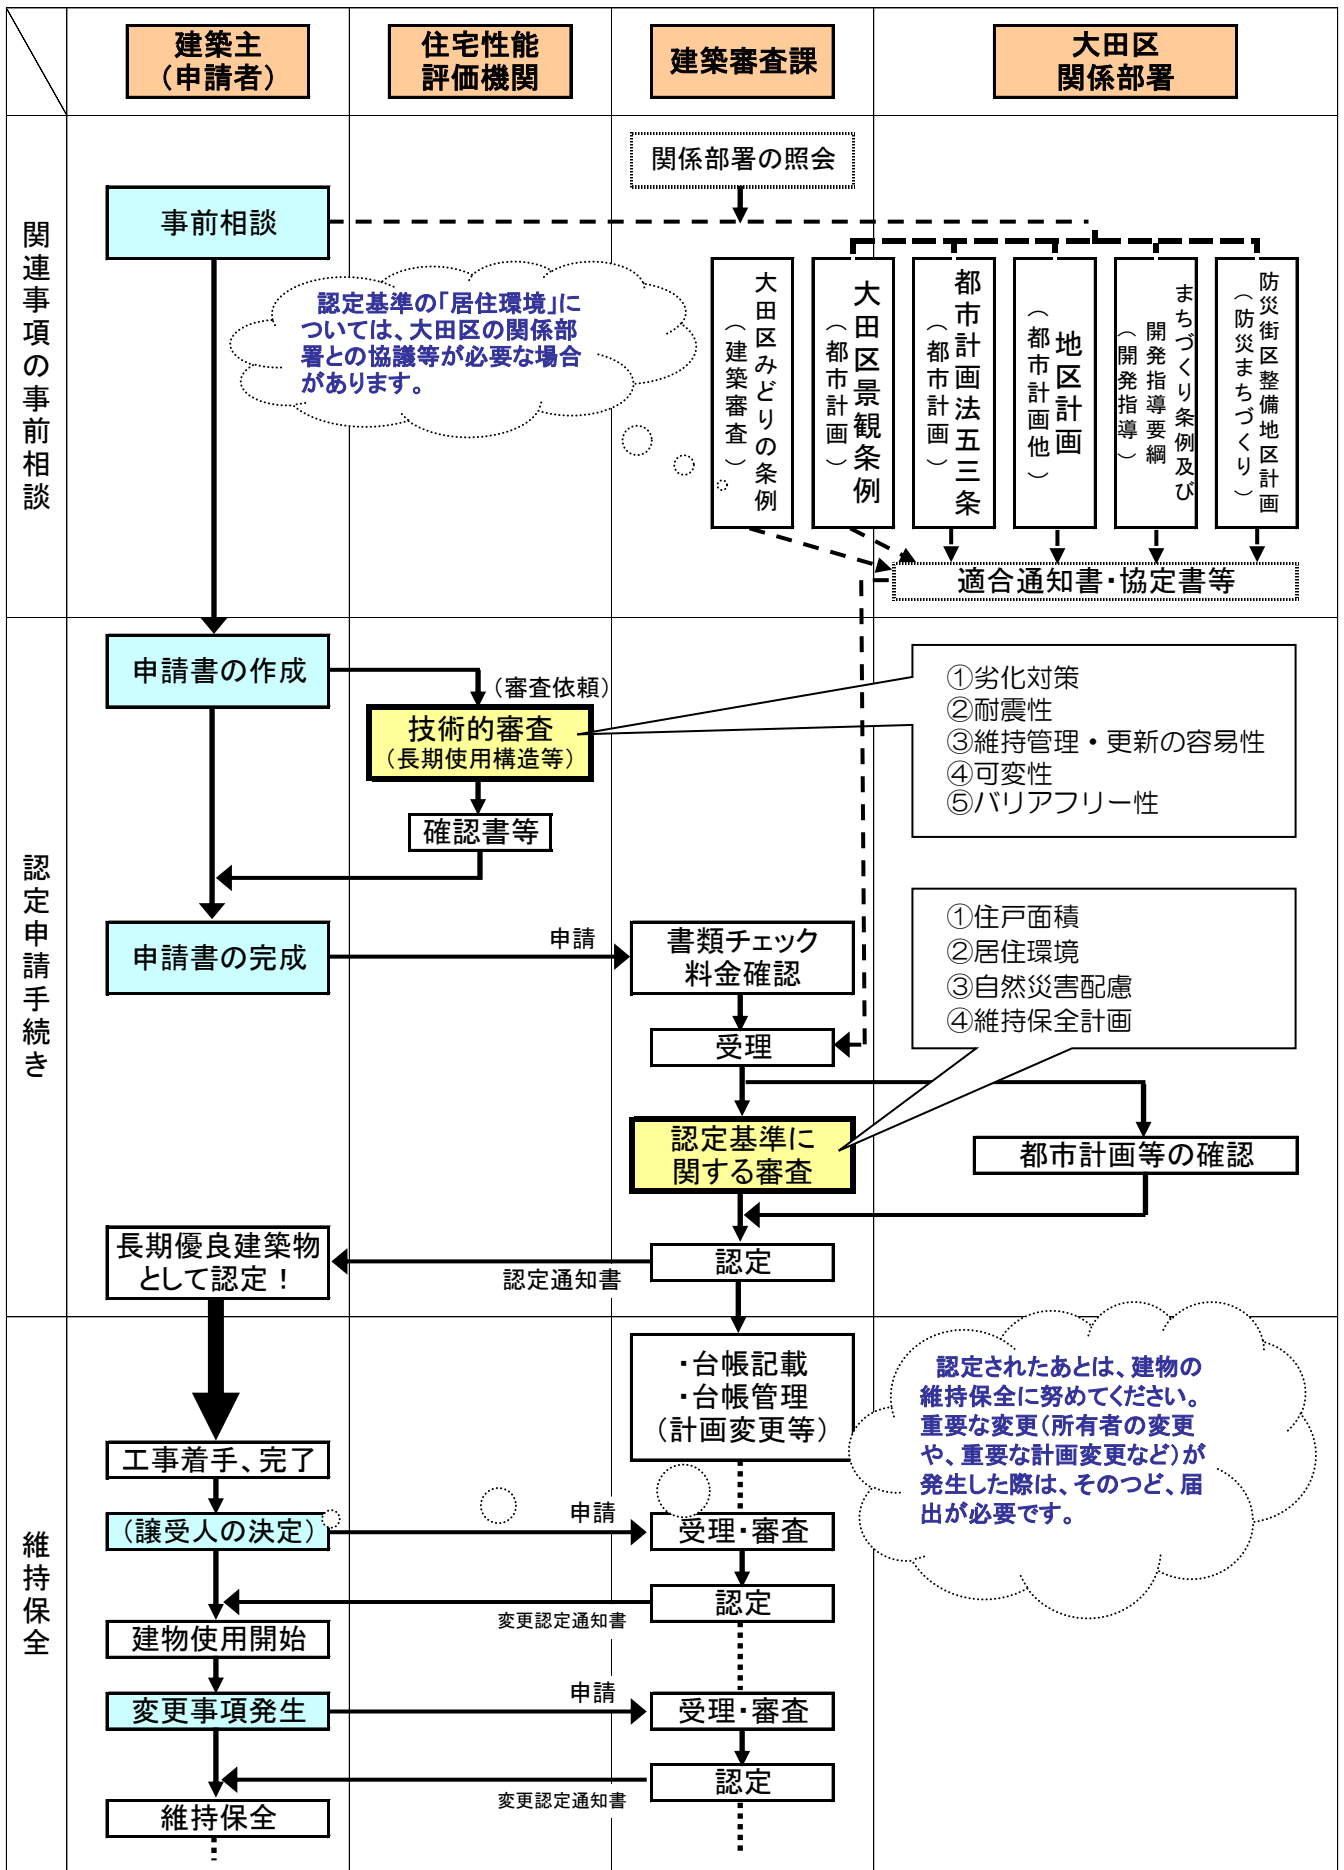 建築主
（申請者）
住宅性能
評価機関
建築審査課
大田区
関係部署
関連事項の事前相談
関係部署の照会
事前相談
認定基準の「居住環境」に
ついては、大田区の関係部
署との協議等が必要な場合
があります。
大田区みどりの条例
（建築審査）
大田区景観条例
（都市計画）
都市計画法五三条
（都市計画）
地区計画
（都市計画他）
まちづくり条例及び
開発指導要綱
（開発指導）
防災街区整備地区計画
（防災まちづくり）
適合通知書・協定書等
認定申請手続き
申請書の作成
（審査依頼）
技術的審査
（長期使用構造等）
確認書等
①劣化対策
②耐震性
③維持管理・更新の容易性
④可変性
⑤バリアフリー性
申請書の完成
申請
書類チェック
料金確認
①住戸面積
②居住環境
③自然災害配慮
④維持保全計画
受理
認定基準に
関する審査
都市計画等の確認
長期優良建築物
として認定！
認定通知書
認定
維持保全
・台帳記載
・台帳管理
（計画変更等）
認定されたあとは、建物の
維持保全に努めてください。
重要な変更（所有者の変更
や、重要な計画変更など）が
発生した際は、そのつど、届
出が必要です。
工事着手、完了
（譲受人の決定）
申請
受理・審査
認定
変更認定通知書
建物使用開始
変更事項発生
申請
受理・審査
認定
変更認定通知書
維持保全